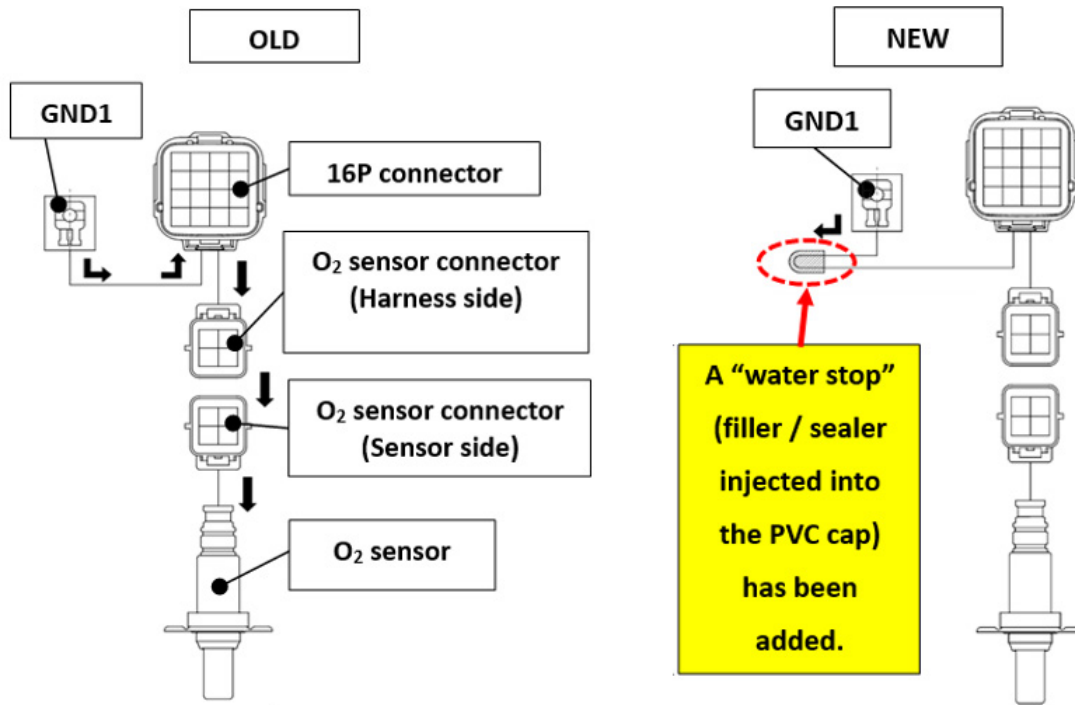 OLD
GND1
16P connector
O₂ sensor connector
(Harness side)
O₂ sensor connector
(Sensor side)
O₂ sensor
NEW
GND1
A “water stop”
(filler / sealer
injected into
the PVC cap)
has been
added.